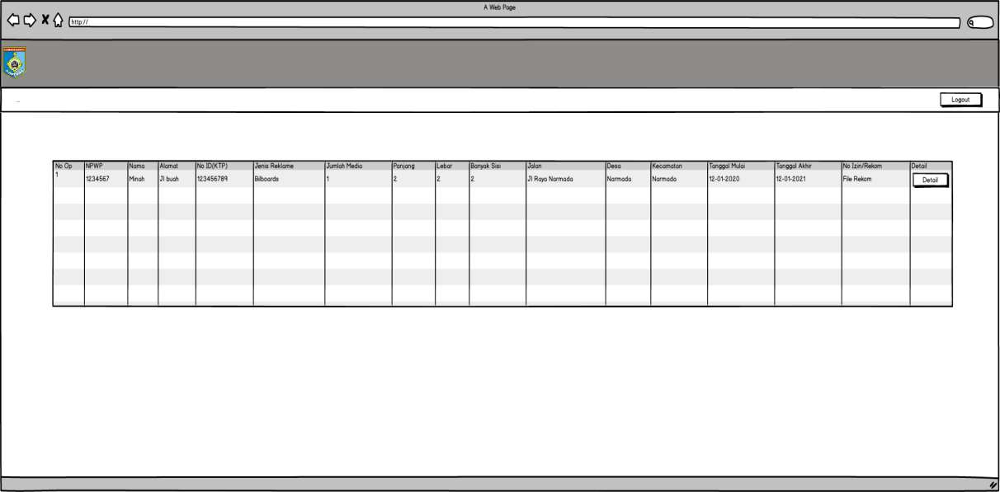 A Web Page
http://
Logout
No Op NPWP Nama Alamat No ID(KTP) Jenis Reklame Jumlah Media Panjang Lebar Banyak Sisi Jalan Desa Kecamatan Tanggal Mulai Tanggal Akhir No Izin/Rekom Detail
1 1234567 Minah Jl buah 123456789 Bilboards 1 2 2 2 Jl Raya Narmada Narmada Narmada 12-01-2020 12-01-2021 File Rekom Detail